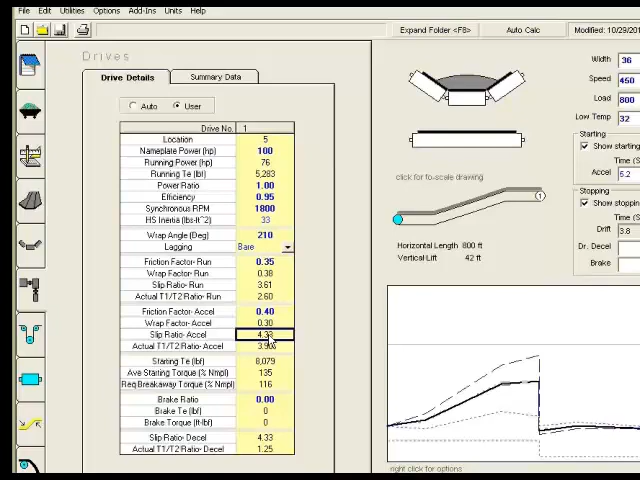 File Edit Utilities Options Add-Ins Units Help
Expand Folder <F8> Auto Calc Modified: 10/29/20
Drives
Drive Details Summary Data
Auto User
Drive No. 1
Location 5
Nameplate Power (hp) 100
Running Power (hp) 76
Running Te (lbf) 5,283
Power Ratio 1.00
Efficiency 0.95
Synchronous RPM 1800
HS Inertia (lbs-ft^2) 33
Wrap Angle (Deg) 210
Lagging Bare
Friction Factor- Run 0.35
Wrap Factor- Run 0.38
Slip Ratio- Run 3.61
Actual T1/T2 Ratio- Run 2.60
Friction Factor- Accel 0.40
Wrap Factor-Accel 0.30
Slip Ratio- Accel 4.33
Actual T1/T2 Ratio- Accel
Starting Te (lbf) 8,079
Ave Starting Torque (% Nmpl) 135
Req Breakaway Torque (% Nmpl) 116
Brake Ratio 0.00
Brake Te (lbf) 0
Brake Torque (ft-lbf) 0
Slip Ratio- Decel 4.33
Actual T1/T2 Ratio- Decel 1.25
click for to-scale drawing
1
Horizontal Length 800 ft
Vertical Lift 42 ft
right click for options
Width 36
Speed 450
Load 800
Low Temp 32
Starting
Show starting
Time (S
Accel 5.2
Stopping
Show stoppin
Time (S
Drift 3.8
Dr. Decel
Brake